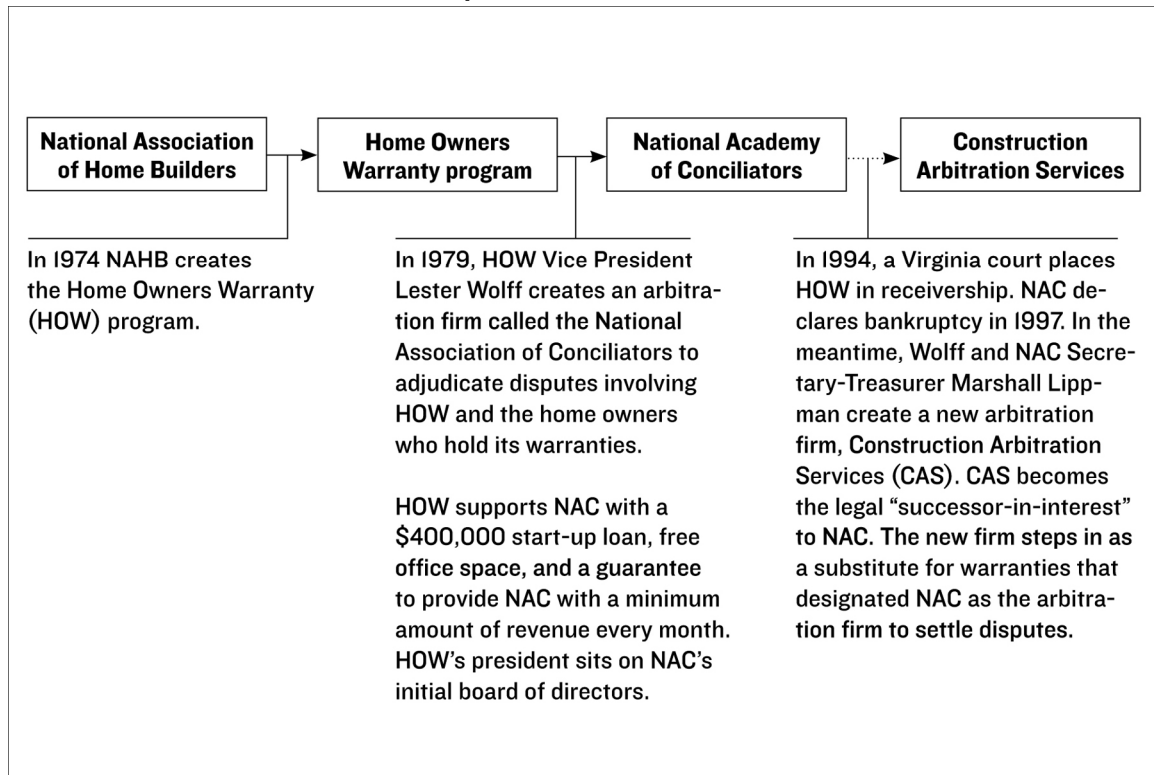 National Association
of Home Builders
Home Owners
Warranty program
National Academy
of Conciliators
Construction
Arbitration Services
In 1974 NAHB creates
the Home Owners Warranty
(HOW) program.
In 1979, HOW Vice President
Lester Wolff creates an arbitra-
tion firm called the National
Association of Conciliators to
adjudicate disputes involving
HOW and the home owners
who hold its warranties.
HOW supports NAC with a
$400,000 start-up loan, free
office space, and a guarantee
to provide NAC with a minimum
amount of revenue every month.
HOW’s president sits on NAC’s
initial board of directors.
In 1994, a Virginia court places
HOW in receivership. NAC de-
clares bankruptcy in 1997. In the
meantime, Wolff and NAC Secre-
tary-Treasurer Marshall Lipp-
man create a new arbitration
firm, Construction Arbitration
Services (CAS). CAS becomes
the legal “successor-in-interest”
to NAC. The new firm steps in as
a substitute for warranties that
designated NAC as the arbitra-
tion firm to settle disputes.